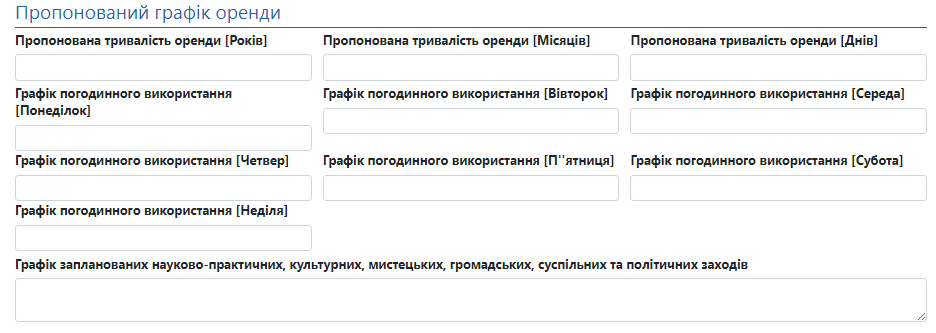 Пропонований графік оренди
Пропонована тривалість оренди [Років]
Пропонована тривалість оренди [Місяців]
Пропонована тривалість оренди [Днів]
Графік погодинного використання
[Понеділок]
Графік погодинного використання [Вівторок]
Графік погодинного використання [Середа]
Графік погодинного використання [Четвер]
Графік погодинного використання [П''ятниця]
Графік погодинного використання [Субота]
Графік погодинного використання [Неділя]
Графік запланованих науково-практичних, культурних, мистецьких, громадських, суспільних та політичних заходів